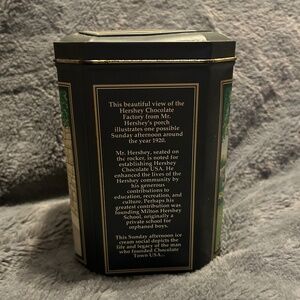 This beautiful view of the
Hershey Chocolate
Factory from Mr.
Hershey's porch
illustrates one possible
Sunday afternoon around
the year 1920.
Mr. Hershey, seated on
the rocker, is noted for
establishing Hershey
Chocolate USA. He
enhanced the lives of the
Hershey community by
his generous
contributions to
education, recreation, and
culture. Perhaps his
greatest contribution was
founding Milton Hershey
School, originally a
private school for
orphaned boys.
This Sunday afternoon ice
cream social depicts the
life and legacy of the man
who founded Chocolate
Town USA...